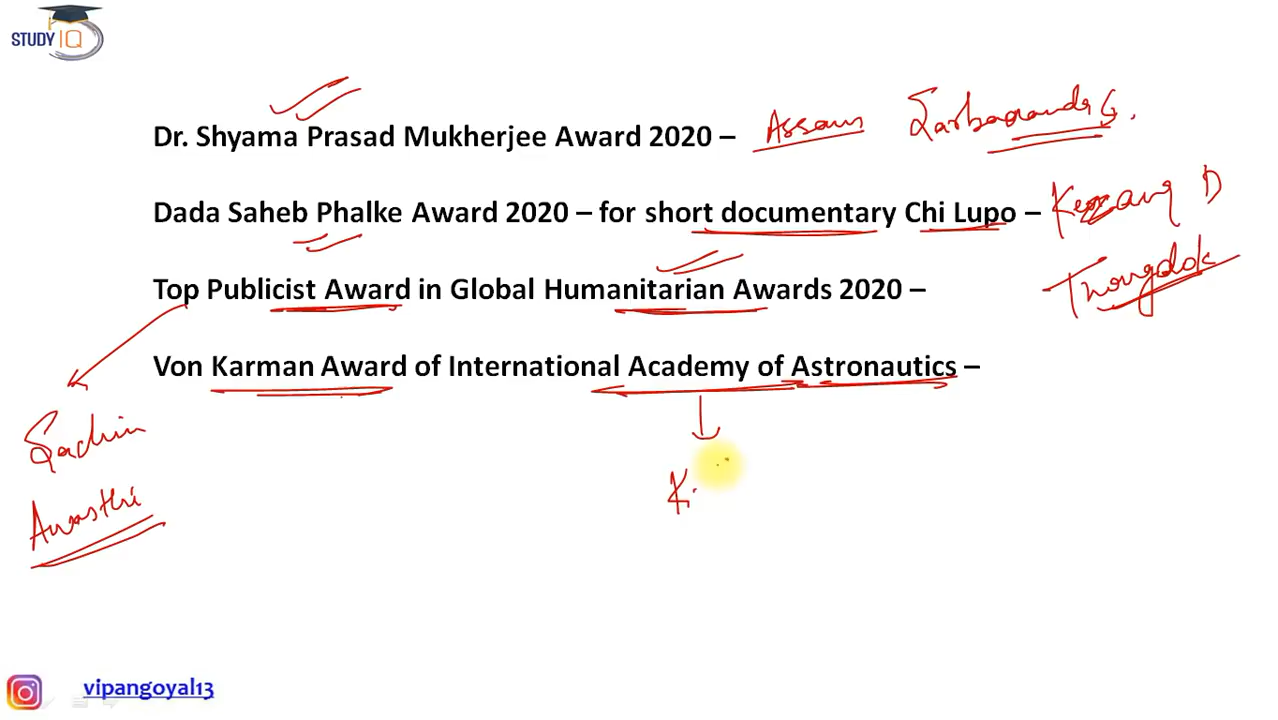 STUDY IQ
Dr. Shyama Prasad Mukherjee Award 2020 – Assam Sarbananda S.
Dada Saheb Phalke Award 2020 – for short documentary Chi Lupo – Kezang D
Thongdok
Top Publicist Award in Global Humanitarian Awards 2020 –
Von Karman Award of International Academy of Astronautics –
Sachin
Awasthi
K.
vipangoyal13